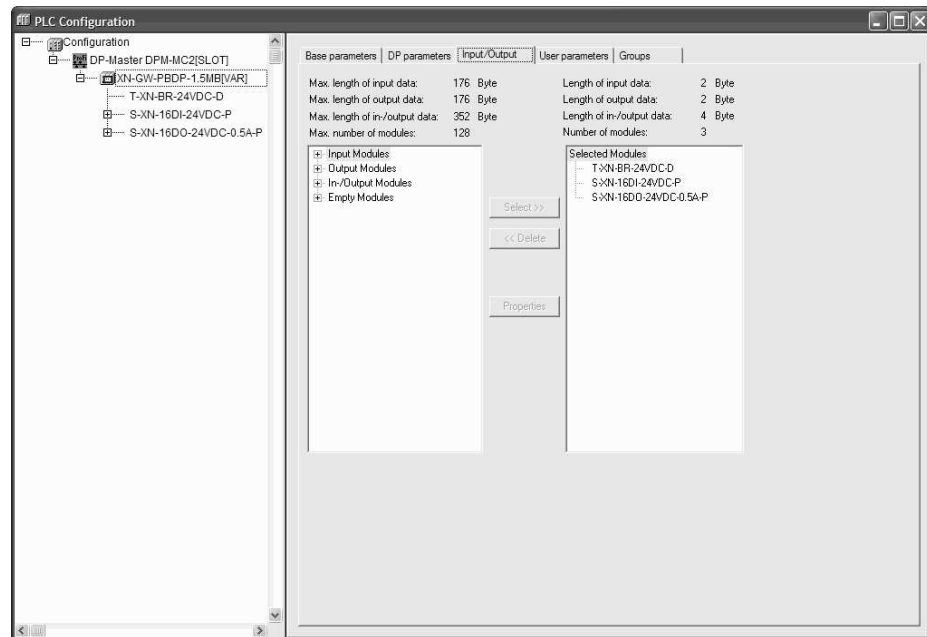 PLC Configuration
Configuration
DP-Master DPM-MC2[SLOT]
XN-GW-PBDP-1.5MB[VAR]
T-XN-BR-24VDC-D
S-XN-16DI-24VDC-P
S-XN-16DO-24VDC-0.5A-P
Base parameters DP parameters Input/Output User parameters Groups
Max. length of input data: 176 Byte Length of input data: 2 Byte
Max. length of output data: 176 Byte Length of output data: 2 Byte
Max. length of in-/output data: 352 Byte Length of in-/output data: 4 Byte
Max. number of modules: 128 Number of modules: 3
Input Modules
Output Modules
In-/Output Modules
Empty Modules
Select >>
<< Delete
Properties
Selected Modules
T-XN-BR-24VDC-D
S-XN-16DI-24VDC-P
S-XN-16DO-24VDC-0.5A-P